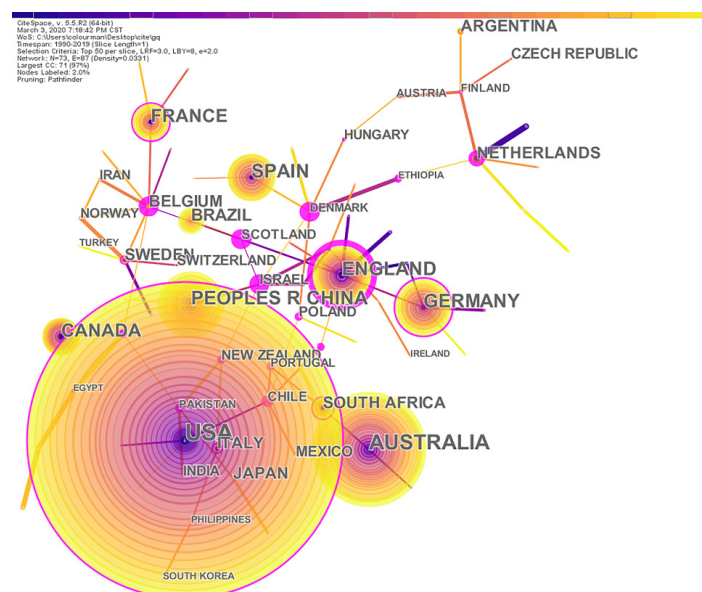 CiteSpace, v. 5.5.R2 (64-bit)
March 3, 2020 7:18:42 PM CST
WoS: C:\Users\colourman\Desktop\cite\gq
Timespan: 1990-2019 (Slice Length=1)
Selection Criteria: Top 50 per slice, LRF=3.0, LBY=8, e=2.0
Network: N=73, E=87 (Density=0.0331)
Largest CC: 71 (97%)
Nodes Labeled: 2.0%
Pruning: Pathfinder
ARGENTINA
CZECH REPUBLIC
FINLAND
AUSTRIA
FRANCE
HUNGARY
NETHERLANDS
SPAIN
IRAN
ETHIOPIA
BELGIUM
DENMARK
NORWAY
BRAZIL
SCOTLAND
TURKEY
SWEDEN
SWITZERLAND
ENGLAND
ISRAEL
PEOPLES R CHINA
GERMANY
POLAND
CANADA
NEW ZEALAND
IRELAND
PORTUGAL
EGYPT
CHILE
PAKISTAN
SOUTH AFRICA
USA
ITALY
AUSTRALIA
MEXICO
INDIA
JAPAN
PHILIPPINES
SOUTH KOREA